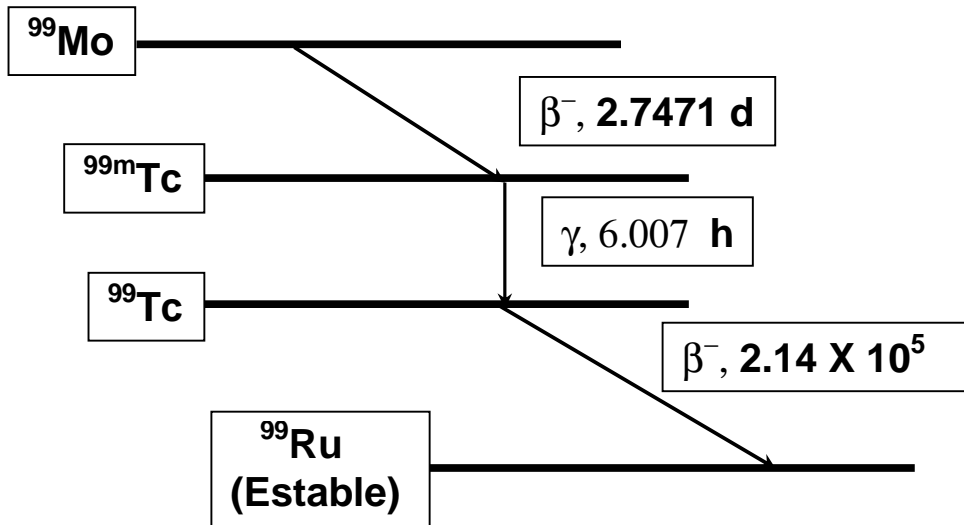 ⁹⁹Mo
β⁻, 2.7471 d
⁹⁹ᵐTc
γ, 6.007 h
⁹⁹Tc
β⁻, 2.14 X 10⁵
⁹⁹Ru
(Estable)